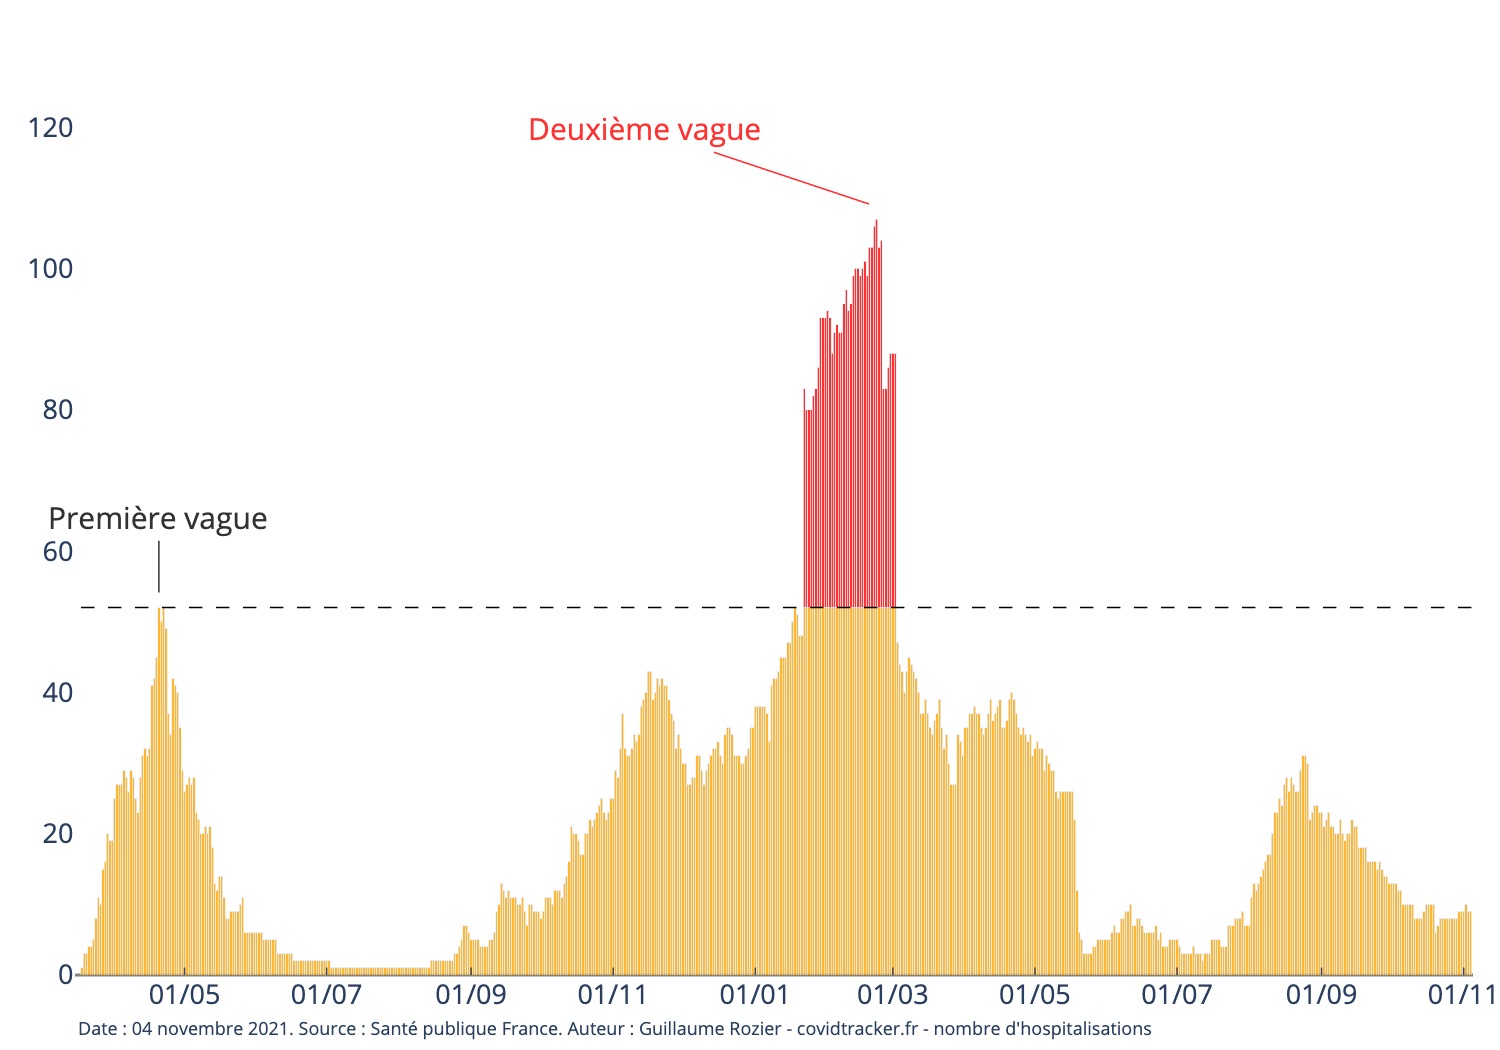 120
Deuxième vague
100
80
Première vague
60
40
20
0
01/05 01/07 01/09 01/11 01/01 01/03 01/05 01/07 01/09 01/11
Date : 04 novembre 2021. Source : Santé publique France. Auteur : Guillaume Rozier - covidtracker.fr - nombre d'hospitalisations